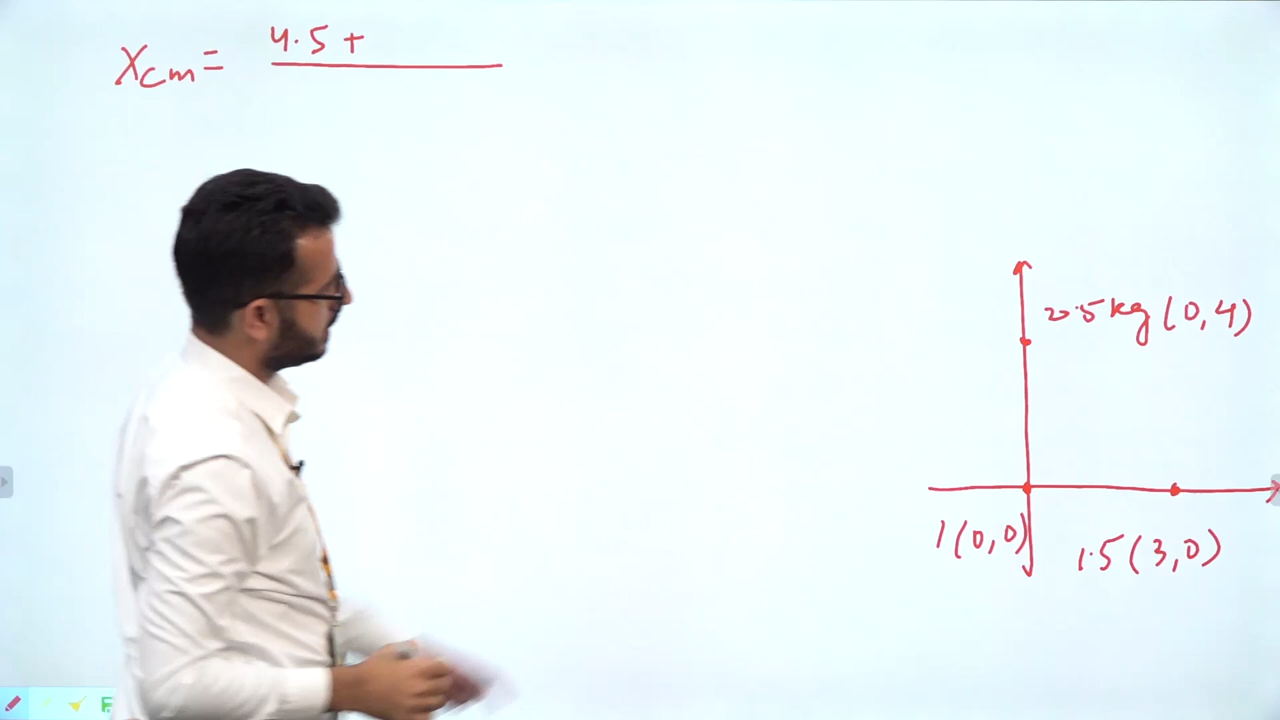 Xcm = 4.5 +
2.5 kg (0,4)
1 (0,0)
1.5 (3,0)